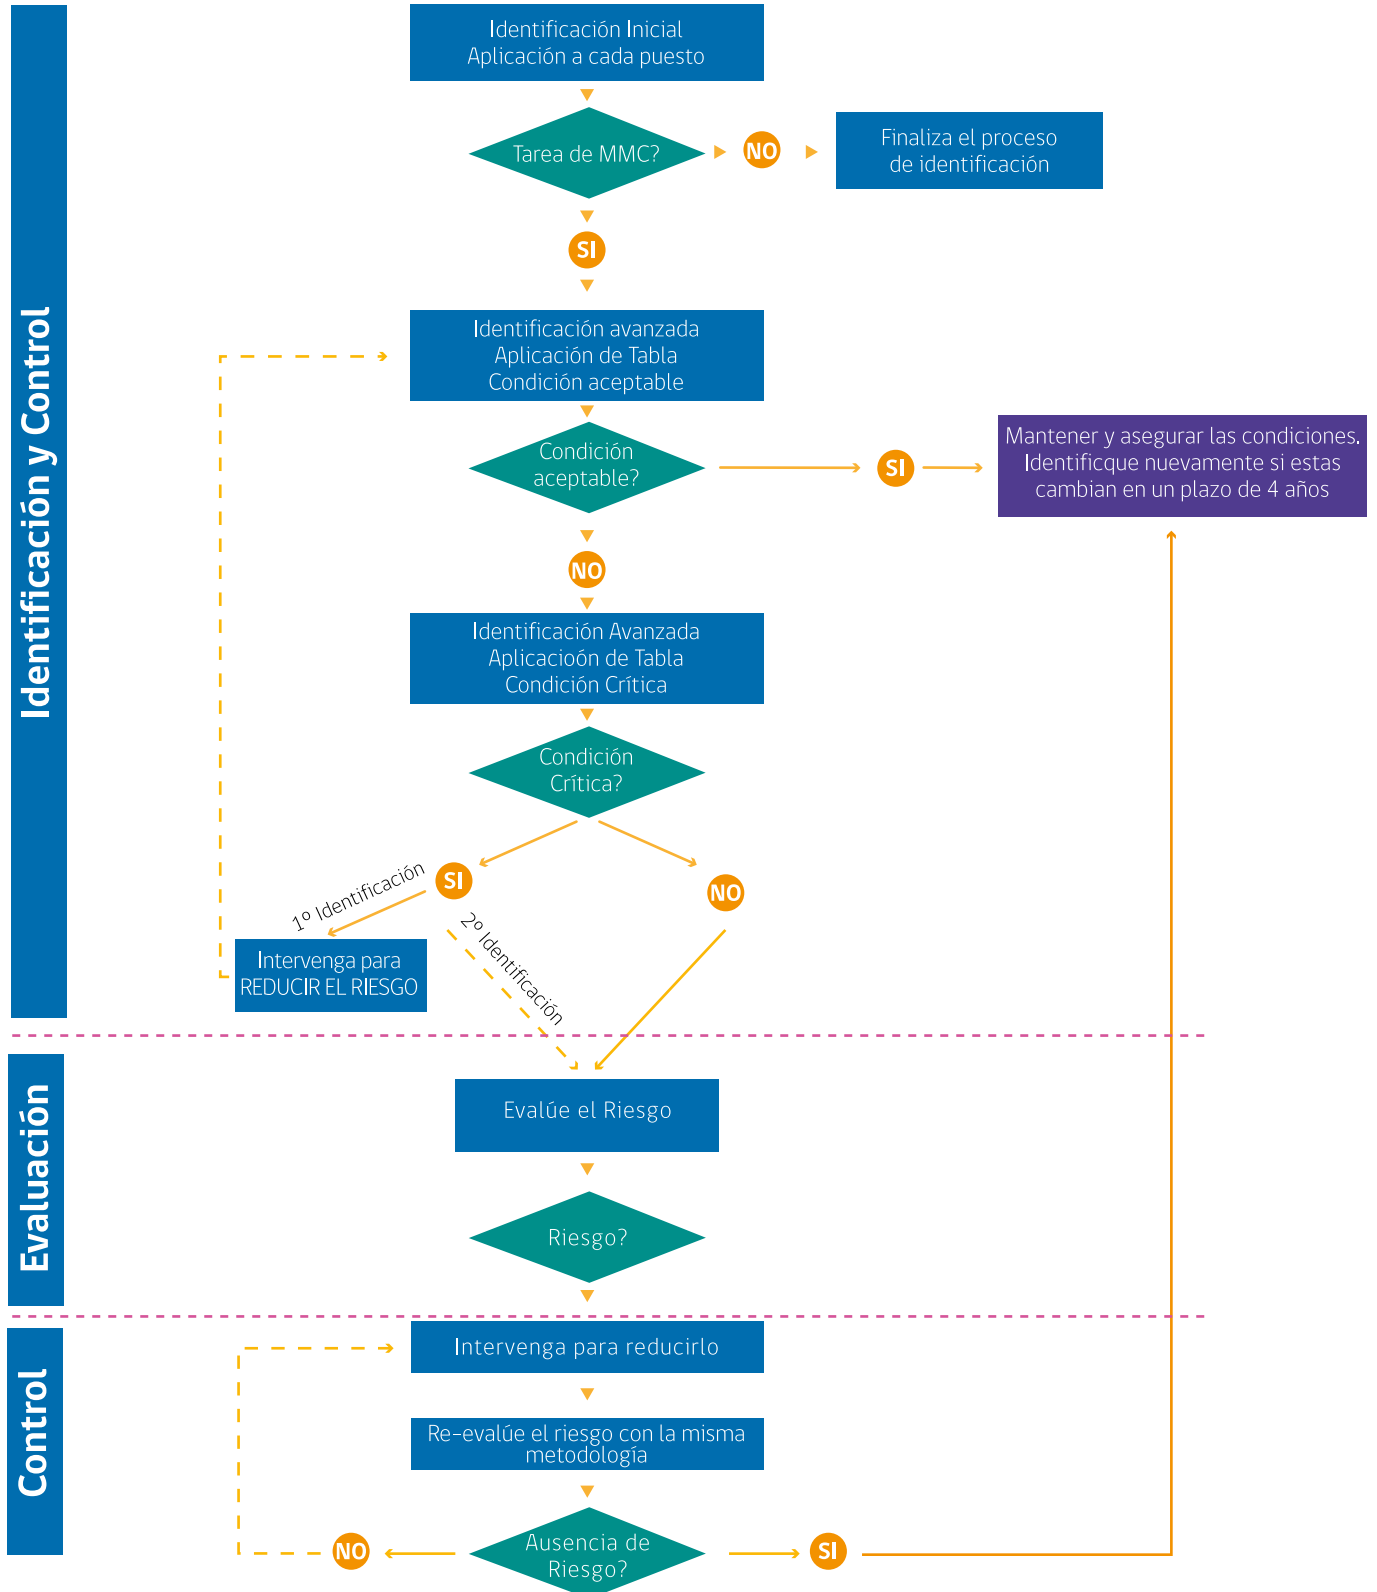 Identificación y Control
Identificación Inicial
Aplicación a cada puesto
Tarea de MMC?
NO
Finaliza el proceso
de identificación
SI
Identificación avanzada
Aplicación de Tabla
Condición aceptable
Condición
aceptable?
SI
Mantener y asegurar las condiciones.
Identificque nuevamente si estas
cambian en un plazo de 4 años
NO
Identificación Avanzada
Aplicacioón de Tabla
Condición Crítica
Condición
Crítica?
SI
NO
1º Identificación
2º Identificación
Intervenga para
REDUCIR EL RIESGO
Evaluación
Evalúe el Riesgo
Riesgo?
Control
Intervenga para reducirlo
Re-evalúe el riesgo con la misma
metodología
Ausencia de
Riesgo?
NO
SI